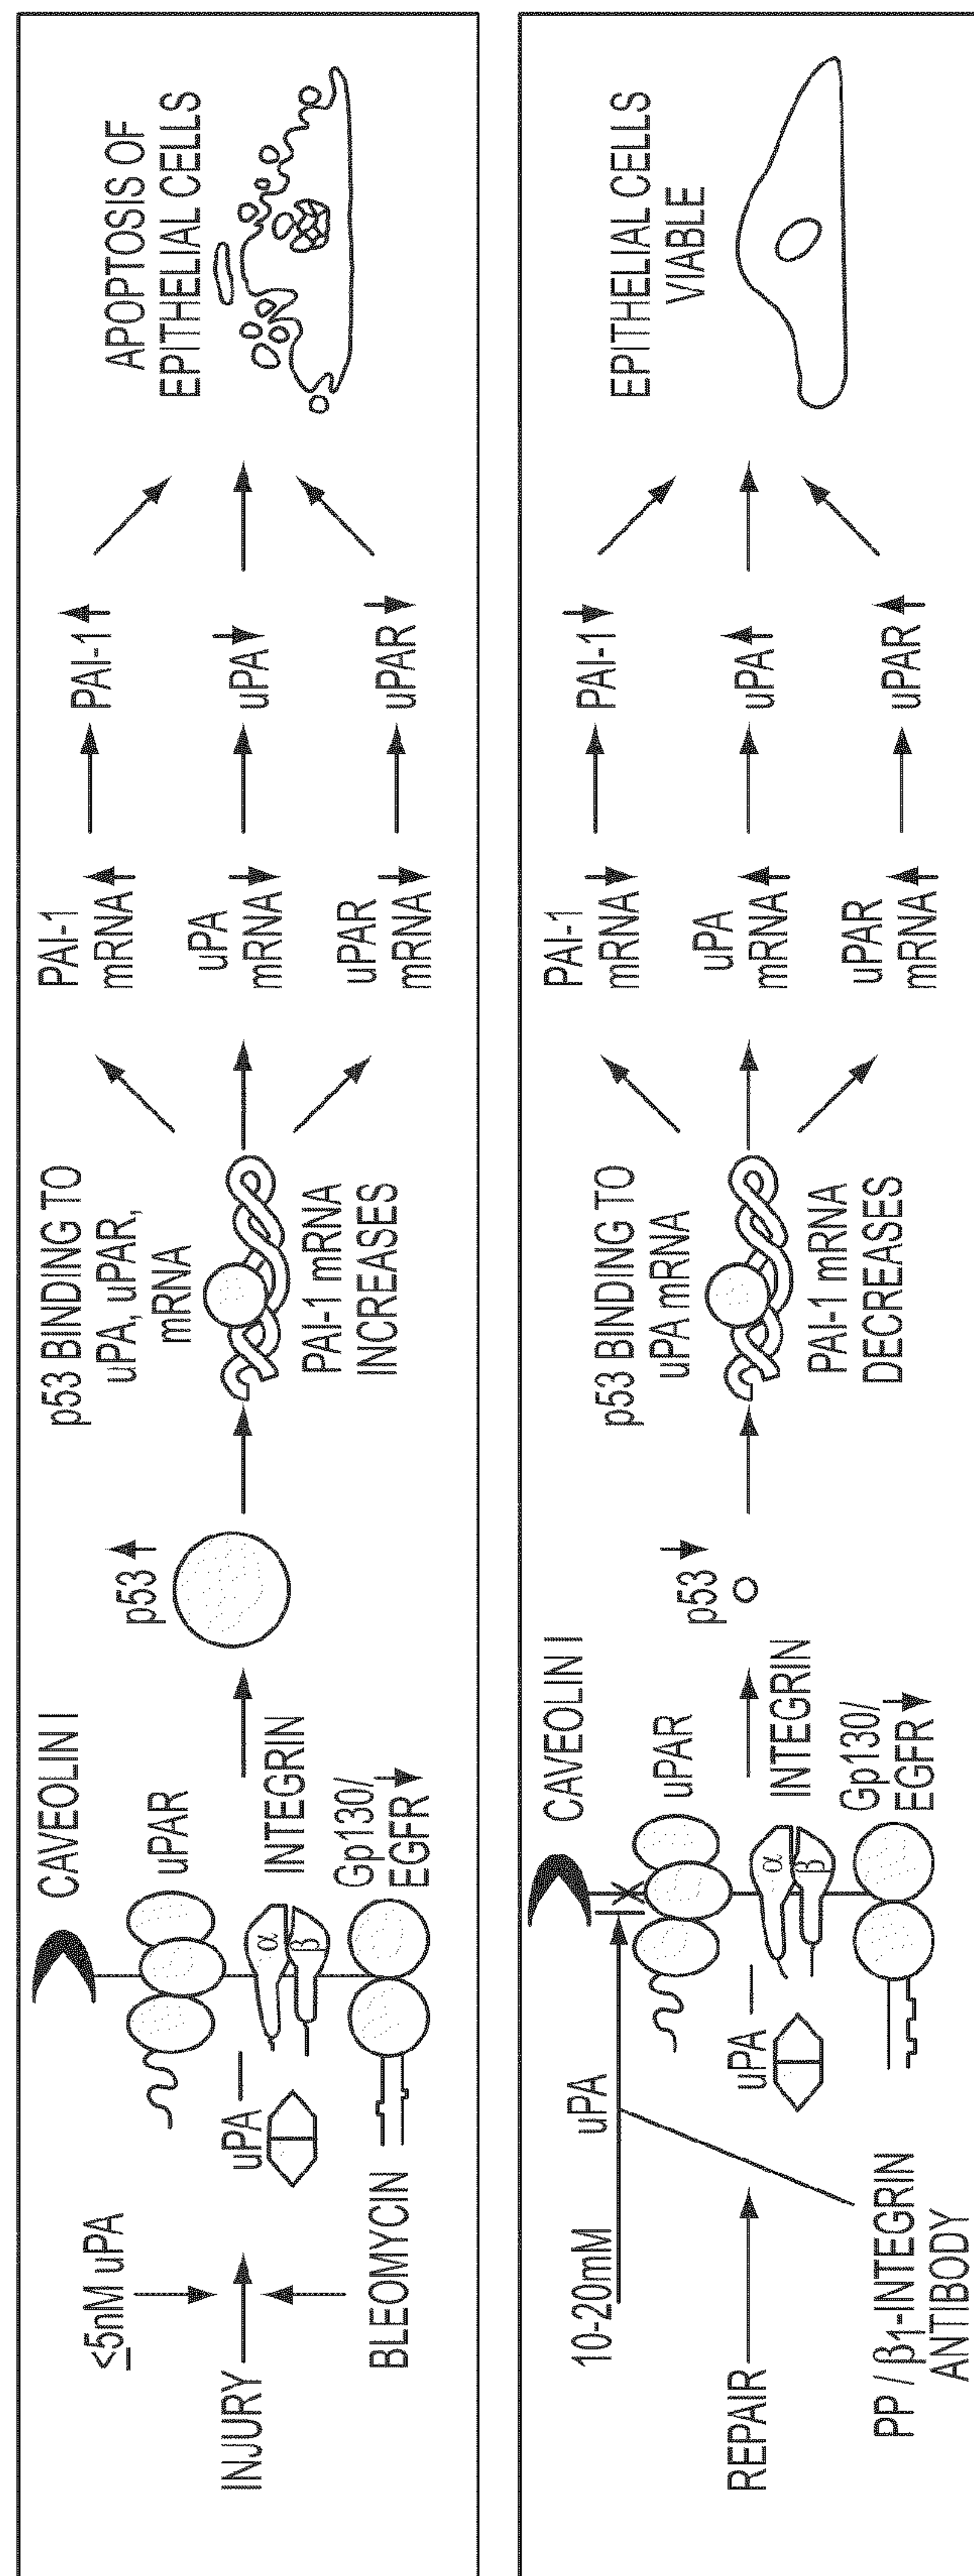 INJURY
≤5nM uPA
BLEOMYCIN
uPA
CAVEOLIN I
uPAR
α
β
INTEGRIN
Gp130/
EGFR
p53
p53 BINDING TO
uPA, uPAR,
mRNA
PAI-1 mRNA
INCREASES
PAI-1
mRNA
uPA
mRNA
uPAR
mRNA
PAI-1
uPA
uPAR
APOPTOSIS OF
EPITHELIAL CELLS
REPAIR
10-20mM
uPA
PP / β1-INTEGRIN
ANTIBODY
uPA
CAVEOLIN I
uPAR
α
β
INTEGRIN
Gp130/
EGFR
p53
p53 BINDING TO
uPA mRNA
PAI-1 mRNA
DECREASES
PAI-1
mRNA
uPA
mRNA
uPAR
mRNA
PAI-1
uPA
uPAR
EPITHELIAL CELLS
VIABLE